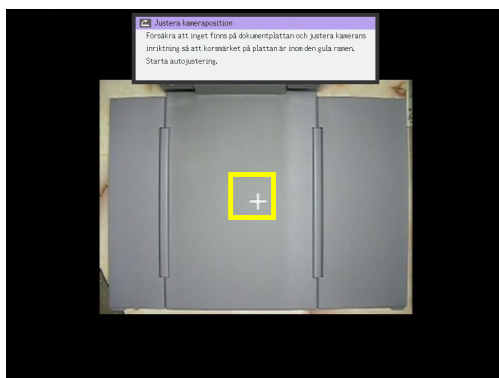 Justera kameraposition
Försäkra att inget finns på dokumentplattan och justera kamerans
inriktning så att korsmärket på plattan är inom den gula ramen.
Starta autojustering.